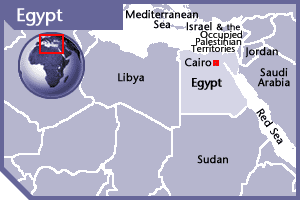 Egypt
Mediterranean
Sea
Israel & the
Occupied
Palestinian
Territories
Jordan
Cairo
Libya
Egypt
Saudi
Arabia
Red Sea
Sudan